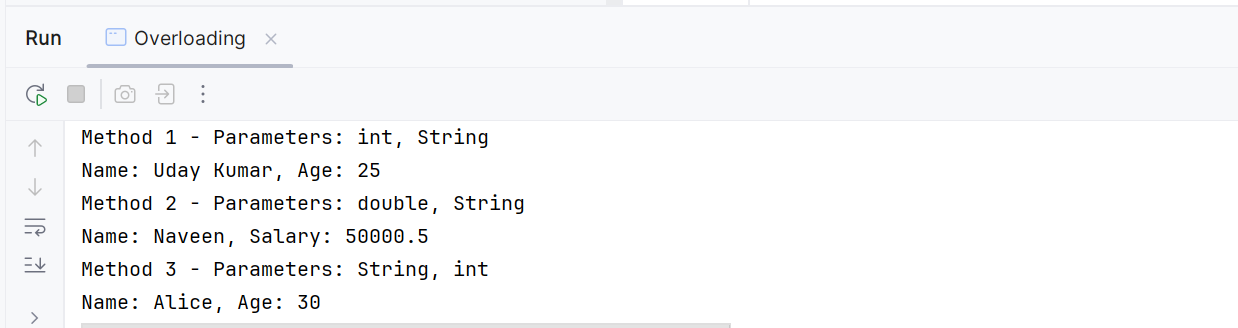 Run Overloading
Method 1 - Parameters: int, String
Name: Uday Kumar, Age: 25
Method 2 - Parameters: double, String
Name: Naveen, Salary: 50000.5
Method 3 - Parameters: String, int
Name: Alice, Age: 30